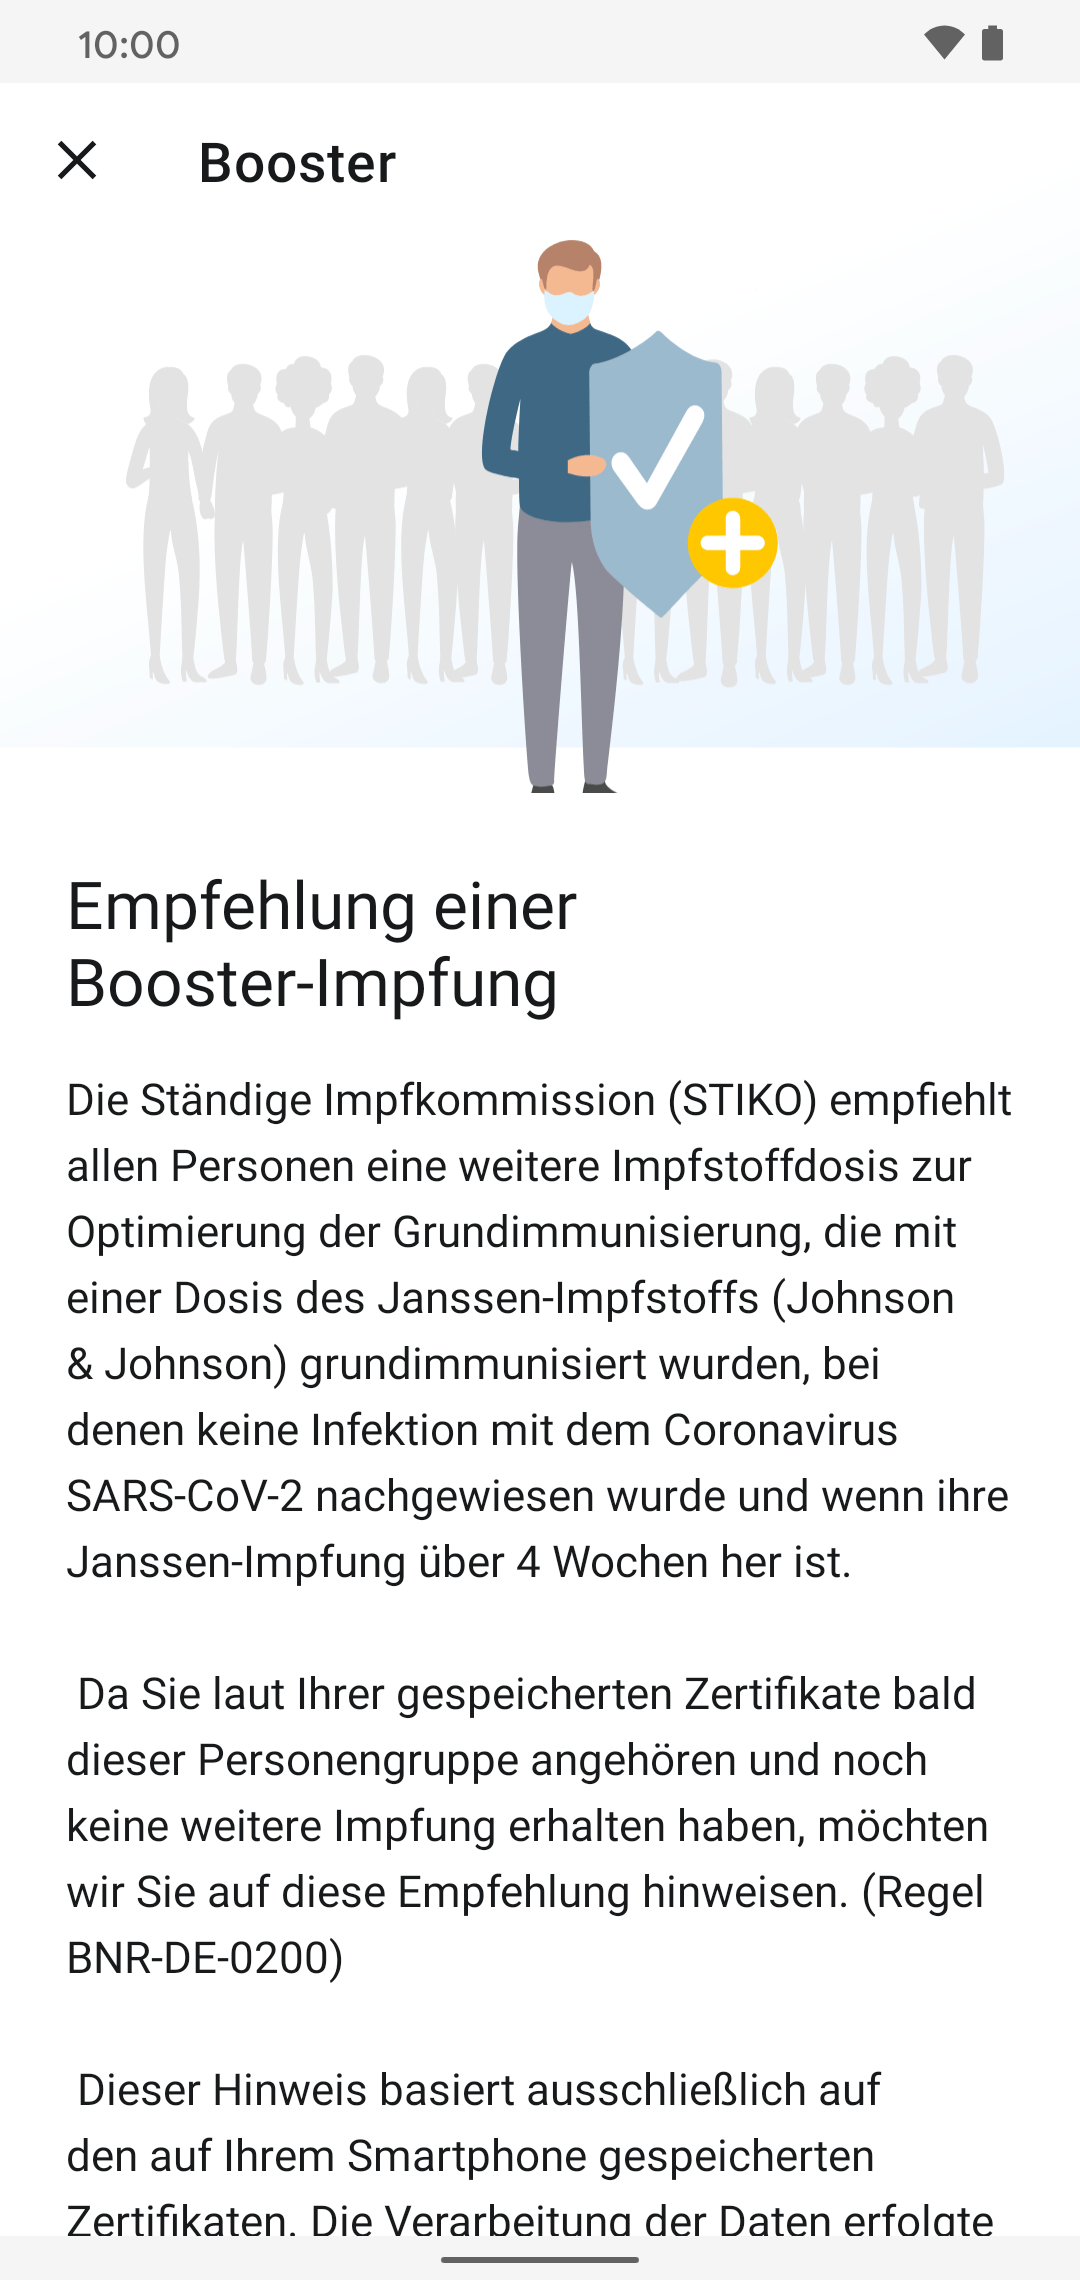 10:00
Booster
Empfehlung einer
Booster-Impfung
Die Ständige Impfkommission (STIKO) empfiehlt
allen Personen eine weitere Impfstoffdosis zur
Optimierung der Grundimmunisierung, die mit
einer Dosis des Janssen-Impfstoffs (Johnson
& Johnson) grundimmunisiert wurden, bei
denen keine Infektion mit dem Coronavirus
SARS-CoV-2 nachgewiesen wurde und wenn ihre
Janssen-Impfung über 4 Wochen her ist.
Da Sie laut Ihrer gespeicherten Zertifikate bald
dieser Personengruppe angehören und noch
keine weitere Impfung erhalten haben, möchten
wir Sie auf diese Empfehlung hinweisen. (Regel
BNR-DE-0200)
Dieser Hinweis basiert ausschließlich auf
den auf Ihrem Smartphone gespeicherten
Zertifikaten. Die Verarbeitung der Daten erfolgte